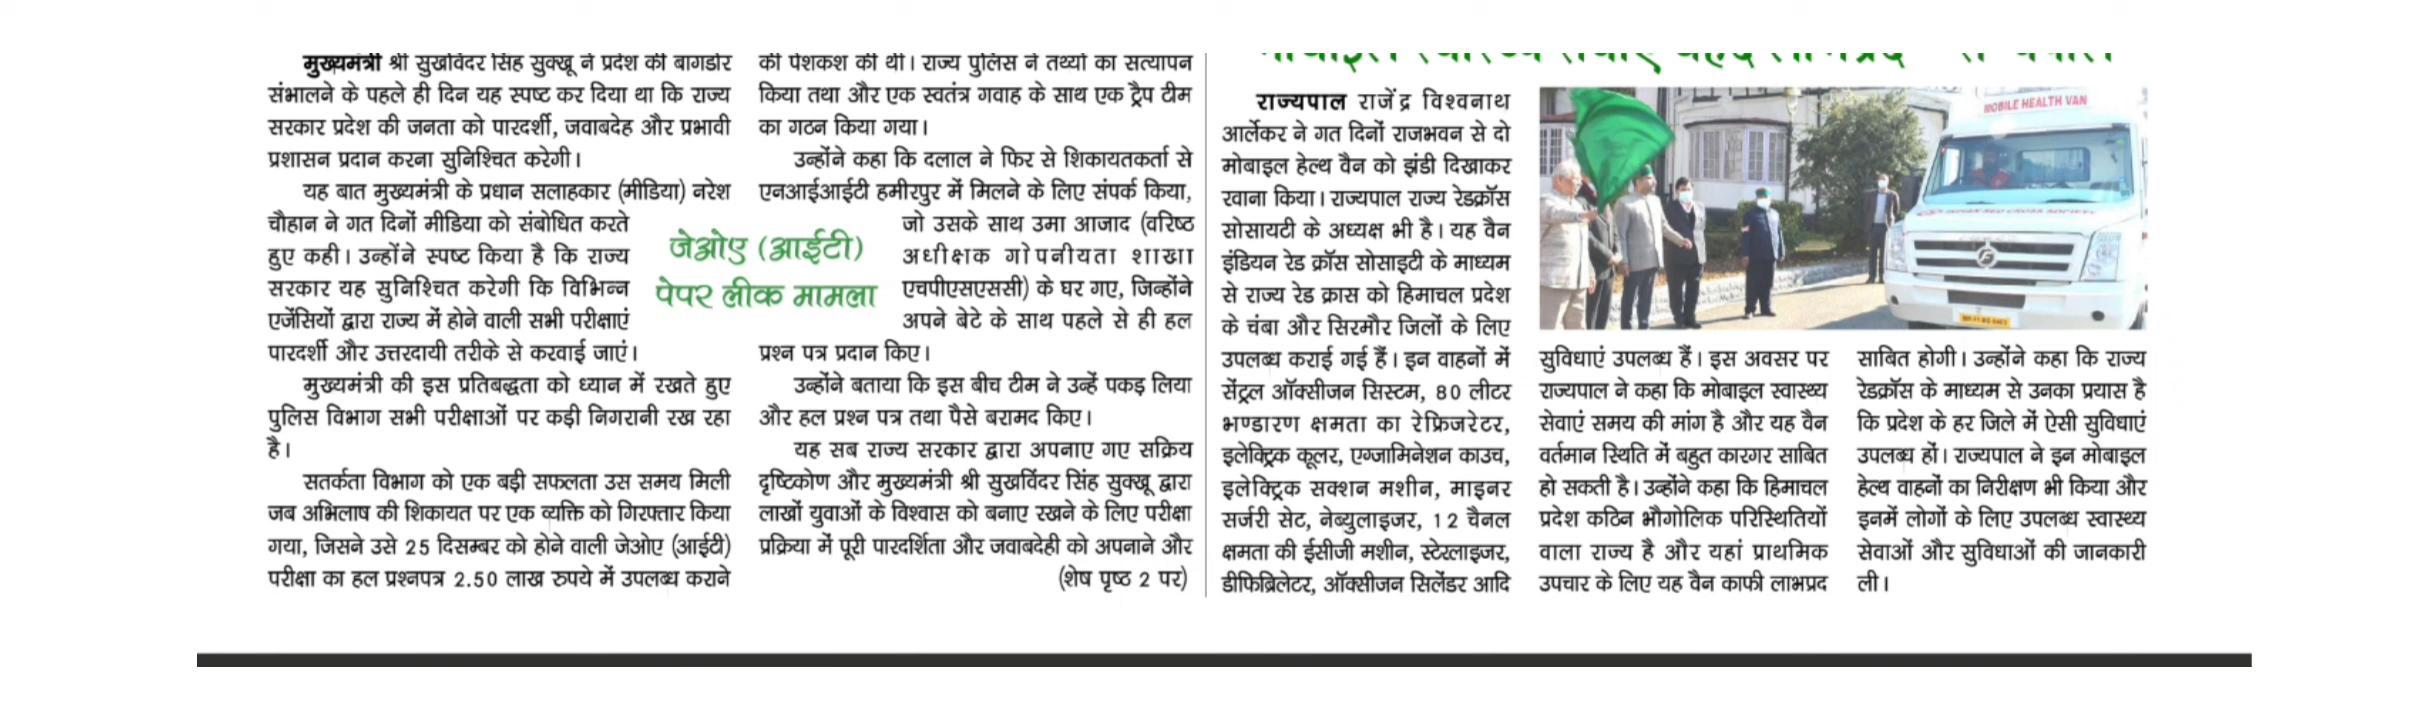 मुख्यमंत्री श्री सुखविंदर सिंह सुक्खू ने प्रदेश की बागडोर
संभालने के पहले ही दिन यह स्पष्ट कर दिया था कि राज्य
सरकार प्रदेश की जनता को पारदर्शी, जवाबदेह और प्रभावी
प्रशासन प्रदान करना सुनिश्चित करेगी।
यह बात मुख्यमंत्री के प्रधान सलाहकार (मीडिया) नरेश
चौहान ने गत दिनों मीडिया को संबोधित करते
हुए कही। उन्होंने स्पष्ट किया है कि राज्य
सरकार यह सुनिश्चित करेगी कि विभिन्न
एजेंसियों द्वारा राज्य में होने वाली सभी परीक्षाएं
पारदर्शी और उत्तरदायी तरीके से करवाई जाएं।
मुख्यमंत्री की इस प्रतिबद्धता को ध्यान में रखते हुए
पुलिस विभाग सभी परीक्षाओं पर कड़ी निगरानी रख रहा
है।
सतर्कता विभाग को एक बड़ी सफलता उस समय मिली
जब अभिलाष की शिकायत पर एक व्यक्ति को गिरफ्तार किया
गया, जिसने उसे 25 दिसम्बर को होने वाली जेओए (आईटी)
परीक्षा का हल प्रश्नपत्र 2.50 लाख रुपये में उपलब्ध कराने
जेओए (आईटी)
पेपर लीक मामला
की पेशकश की थी। राज्य पुलिस ने तथ्यों का सत्यापन
किया तथा और एक स्वतंत्र गवाह के साथ एक ट्रैप टीम
का गठन किया गया।
उन्होंने कहा कि दलाल ने फिर से शिकायतकर्ता से
एनआईआईटी हमीरपुर में मिलने के लिए संपर्क किया,
जो उसके साथ उमा आजाद (वरिष्ठ
अधीक्षक गोपनीयता शाखा
एचपीएसएससी) के घर गए, जिन्होंने
अपने बेटे के साथ पहले से ही हल
प्रश्न पत्र प्रदान किए।
उन्होंने बताया कि इस बीच टीम ने उन्हें पकड़ लिया
और हल प्रश्न पत्र तथा पैसे बरामद किए।
यह सब राज्य सरकार द्वारा अपनाए गए सक्रिय
दृष्टिकोण और मुख्यमंत्री श्री सुखविंदर सिंह सुक्खू द्वारा
लाखों युवाओं के विश्वास को बनाए रखने के लिए परीक्षा
प्रक्रिया में पूरी पारदर्शिता और जवाबदेही को अपनाने और
(शेष पृष्ठ 2 पर)
राज्यपाल राजेंद्र विश्वनाथ
आर्लेकर ने गत दिनों राजभवन से दो
मोबाइल हेल्थ वैन को झंडी दिखाकर
रवाना किया। राज्यपाल राज्य रेडक्रॉस
सोसायटी के अध्यक्ष भी है। यह वैन
इंडियन रेड क्रॉस सोसाइटी के माध्यम
से राज्य रेड क्रास को हिमाचल प्रदेश
के चंबा और सिरमौर जिलों के लिए
उपलब्ध कराई गई हैं। इन वाहनों में
सेंट्रल ऑक्सीजन सिस्टम, 80 लीटर
भण्डारण क्षमता का रेफ्रिजरेटर,
इलेक्ट्रिक कूलर, एग्जामिनेशन काउच,
इलेक्ट्रिक सक्शन मशीन, माइनर
सर्जरी सेट, नेब्युलाइजर, 12 चैनल
क्षमता की ईसीजी मशीन, स्टेरलाइजर,
डीफिब्रिलेटर, ऑक्सीजन सिलेंडर आदि
MOBILE HEALTH VAN
सुविधाएं उपलब्ध हैं। इस अवसर पर
राज्यपाल ने कहा कि मोबाइल स्वास्थ्य
सेवाएं समय की मांग है और यह वैन
वर्तमान स्थिति में बहुत कारगर साबित
हो सकती है। उन्होंने कहा कि हिमाचल
प्रदेश कठिन भौगोलिक परिस्थितियों
वाला राज्य है और यहां प्राथमिक
उपचार के लिए यह वैन काफी लाभप्रद
साबित होगी। उन्होंने कहा कि राज्य
रेडक्रॉस के माध्यम से उनका प्रयास है
कि प्रदेश के हर जिले में ऐसी सुविधाएं
उपलब्ध हों। राज्यपाल ने इन मोबाइल
हेल्थ वाहनों का निरीक्षण भी किया और
इनमें लोगों के लिए उपलब्ध स्वास्थ्य
सेवाओं और सुविधाओं की जानकारी
ली।